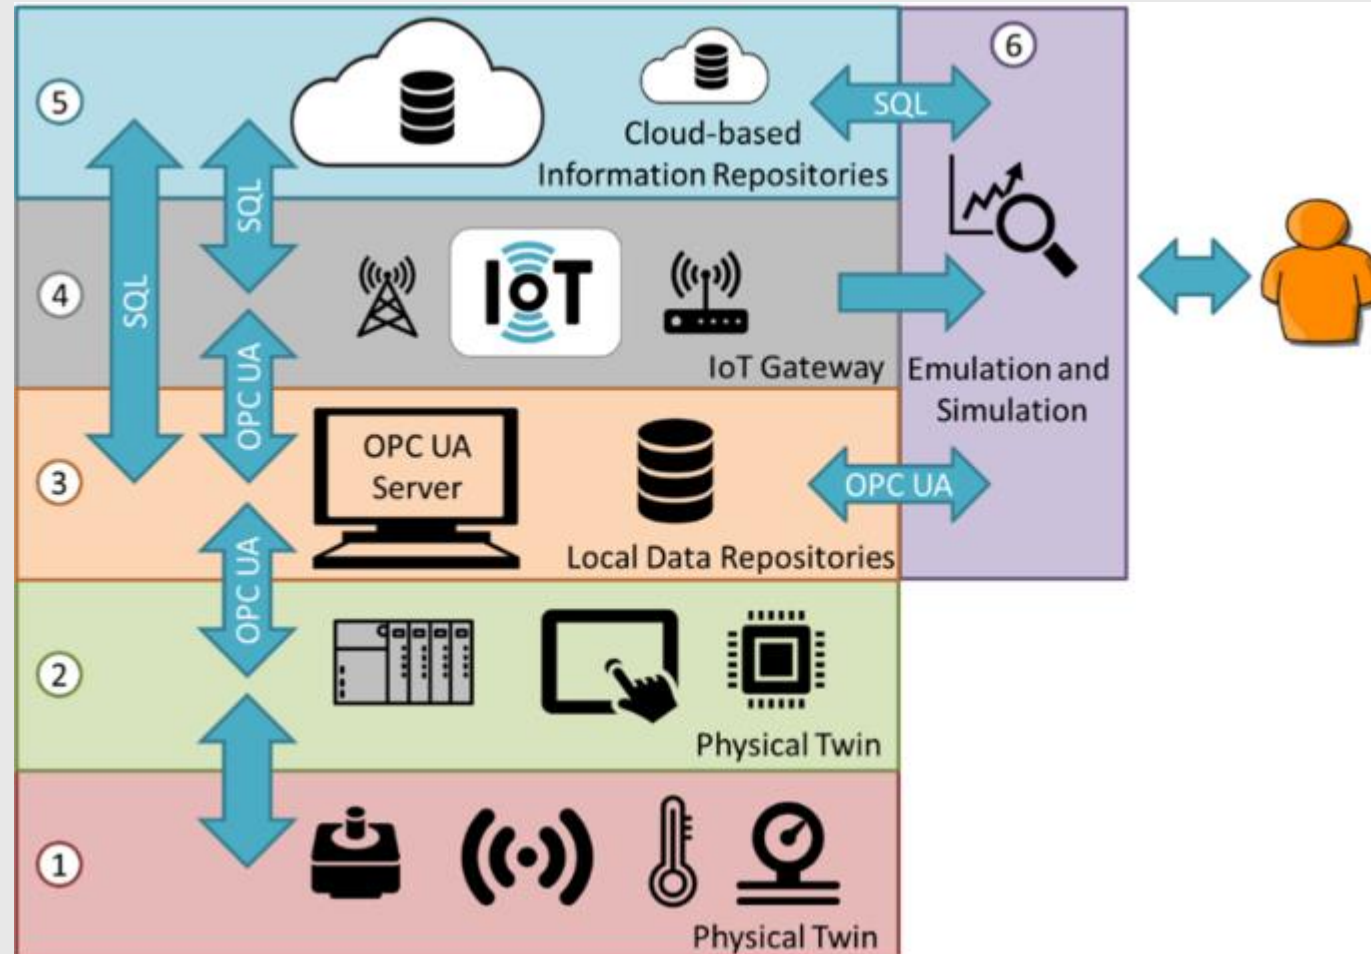 5
SQL
SQL
Cloud-based
Information Repositories
SQL
6
4
OPC UA
IoT
IoT Gateway
Emulation and
Simulation
3
OPC UA
Server
Local Data Repositories
OPC UA
OPC UA
2
Physical Twin
1
Physical Twin